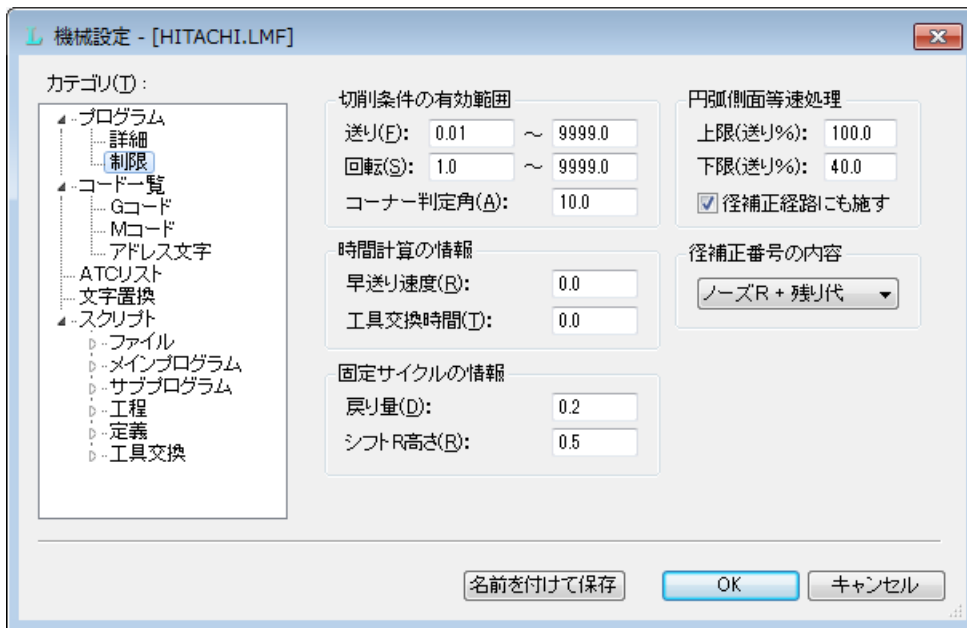 機械設定 - [HITACHI.LMF]
カテゴリ(T):
プログラム
詳細
制限
コード一覧
Gコード
Mコード
アドレス文字
ATCリスト
文字置換
スクリプト
ファイル
メインプログラム
サブプログラム
工程
定義
工具交換
切削条件の有効範囲
送り(F): 0.01 ～ 9999.0
回転(S): 1.0 ～ 9999.0
コーナー判定角(A): 10.0
時間計算の情報
早送り速度(R): 0.0
工具交換時間(T): 0.0
固定サイクルの情報
戻り量(D): 0.2
シフトR高さ(R): 0.5
円弧側面等速処理
上限(送り%): 100.0
下限(送り%): 40.0
径補正経路にも施す
径補正番号の内容
ノーズR + 残り代
名前を付けて保存
OK
キャンセル